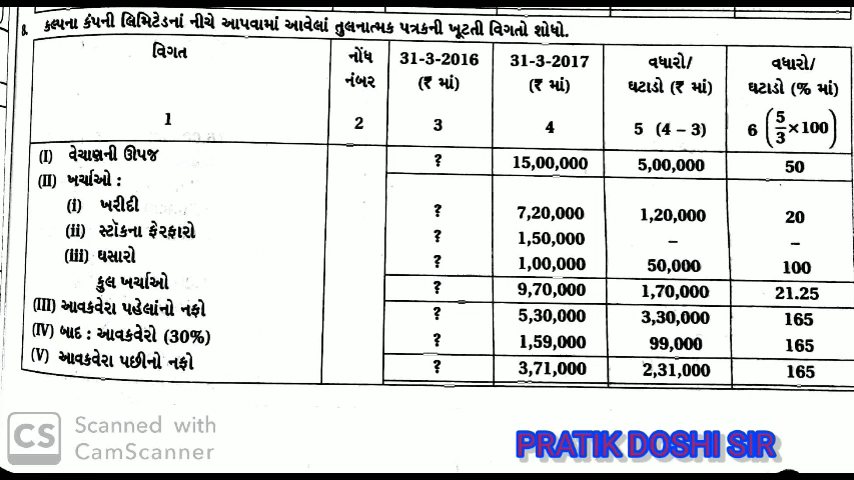 8. કલ્પના કંપની લિમિટેડનાં નીચે આપવામાં આવેલાં તુલનાત્મક પત્રકની ખૂટતી વિગતો શોધો.
વિગત નોંધ નંબર 31-3-2016 (₹ માં) 31-3-2017 (₹ માં) વધારો/ ઘટાડો (₹ માં) વધારો/ ઘટાડો (% માં)
1 2 3 4 5 (4 – 3) 6 (5/3 × 100)
(I) વેચાણની ઊપજ ? 15,00,000 5,00,000 50
(II) ખર્ચાઓ :
(i) ખરીદી ? 7,20,000 1,20,000 20
(ii) સ્ટૉકના ફેરફારો ? 1,50,000 – –
(iii) ઘસારો ? 1,00,000 50,000 100
કુલ ખર્ચાઓ ? 9,70,000 1,70,000 21.25
(III) આવકવેરા પહેલાંનો નફો ? 5,30,000 3,30,000 165
(IV) બાદ : આવકવેરો (30%) ? 1,59,000 99,000 165
(V) આવકવેરા પછીનો નફો ? 3,71,000 2,31,000 165
CS Scanned with
CamScanner
PRATIK DOSHI SIR